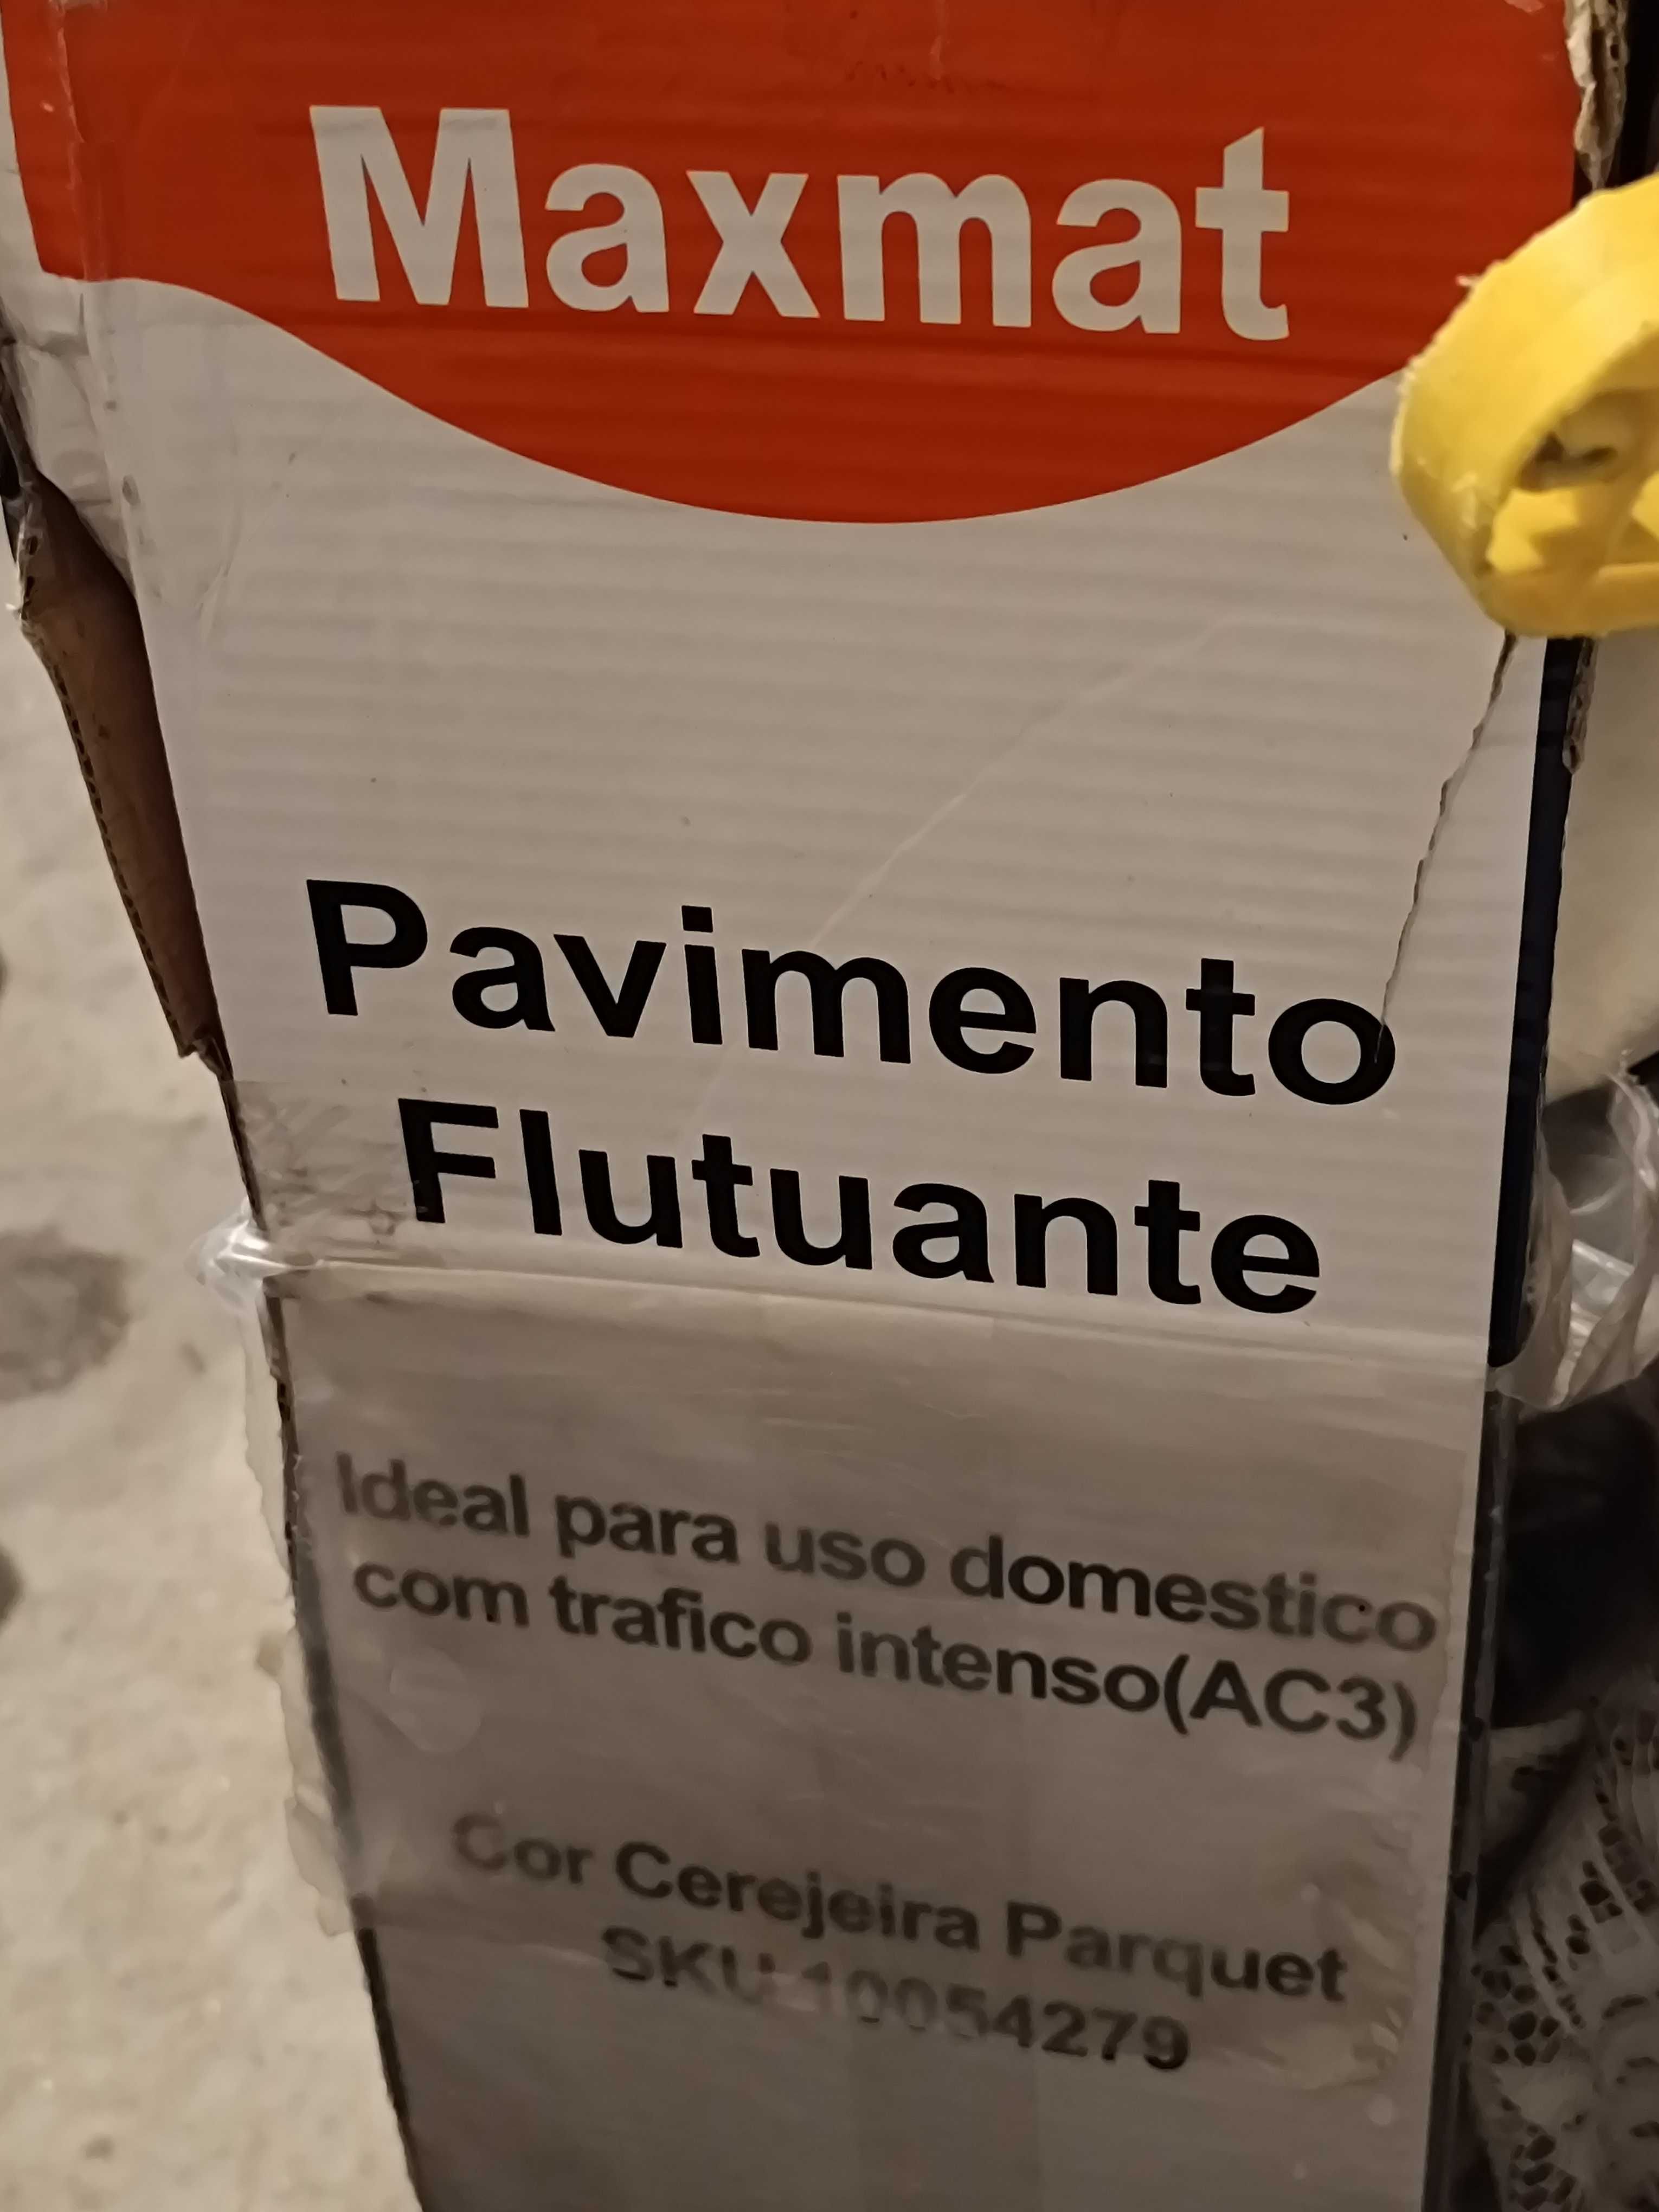 Maxmat
Pavimento
Flutuante
Ideal para uso domestico
com trafico intenso(AC3)
Cor Cerejeira Parquet
SKU 10054279